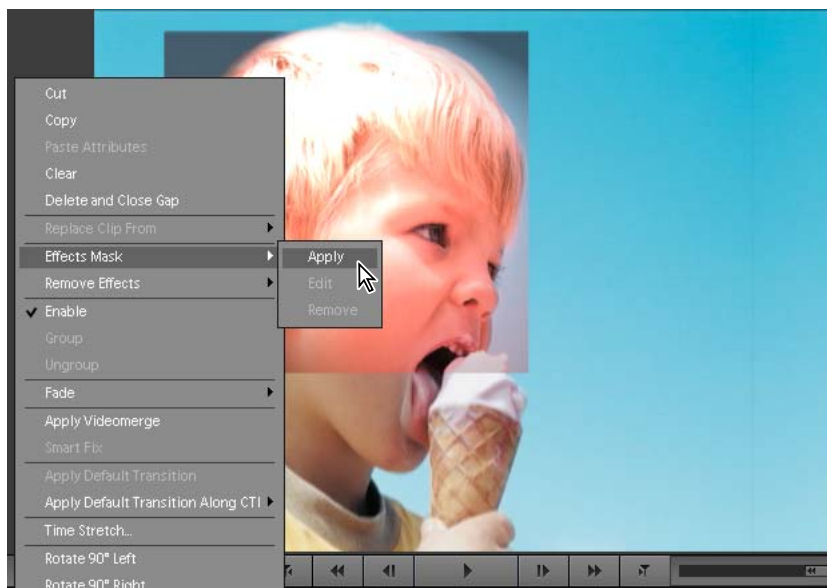 Cut
Copy
Paste Attributes
Clear
Delete and Close Gap
Replace Clip From
Effects Mask
Apply
Edit
Remove
Remove Effects
Enable
Group
Ungroup
Fade
Apply Videomerge
Smart Fix
Apply Default Transition
Apply Default Transition Along CTI
Time Stretch...
Rotate 90° Left
Rotate 90° Right